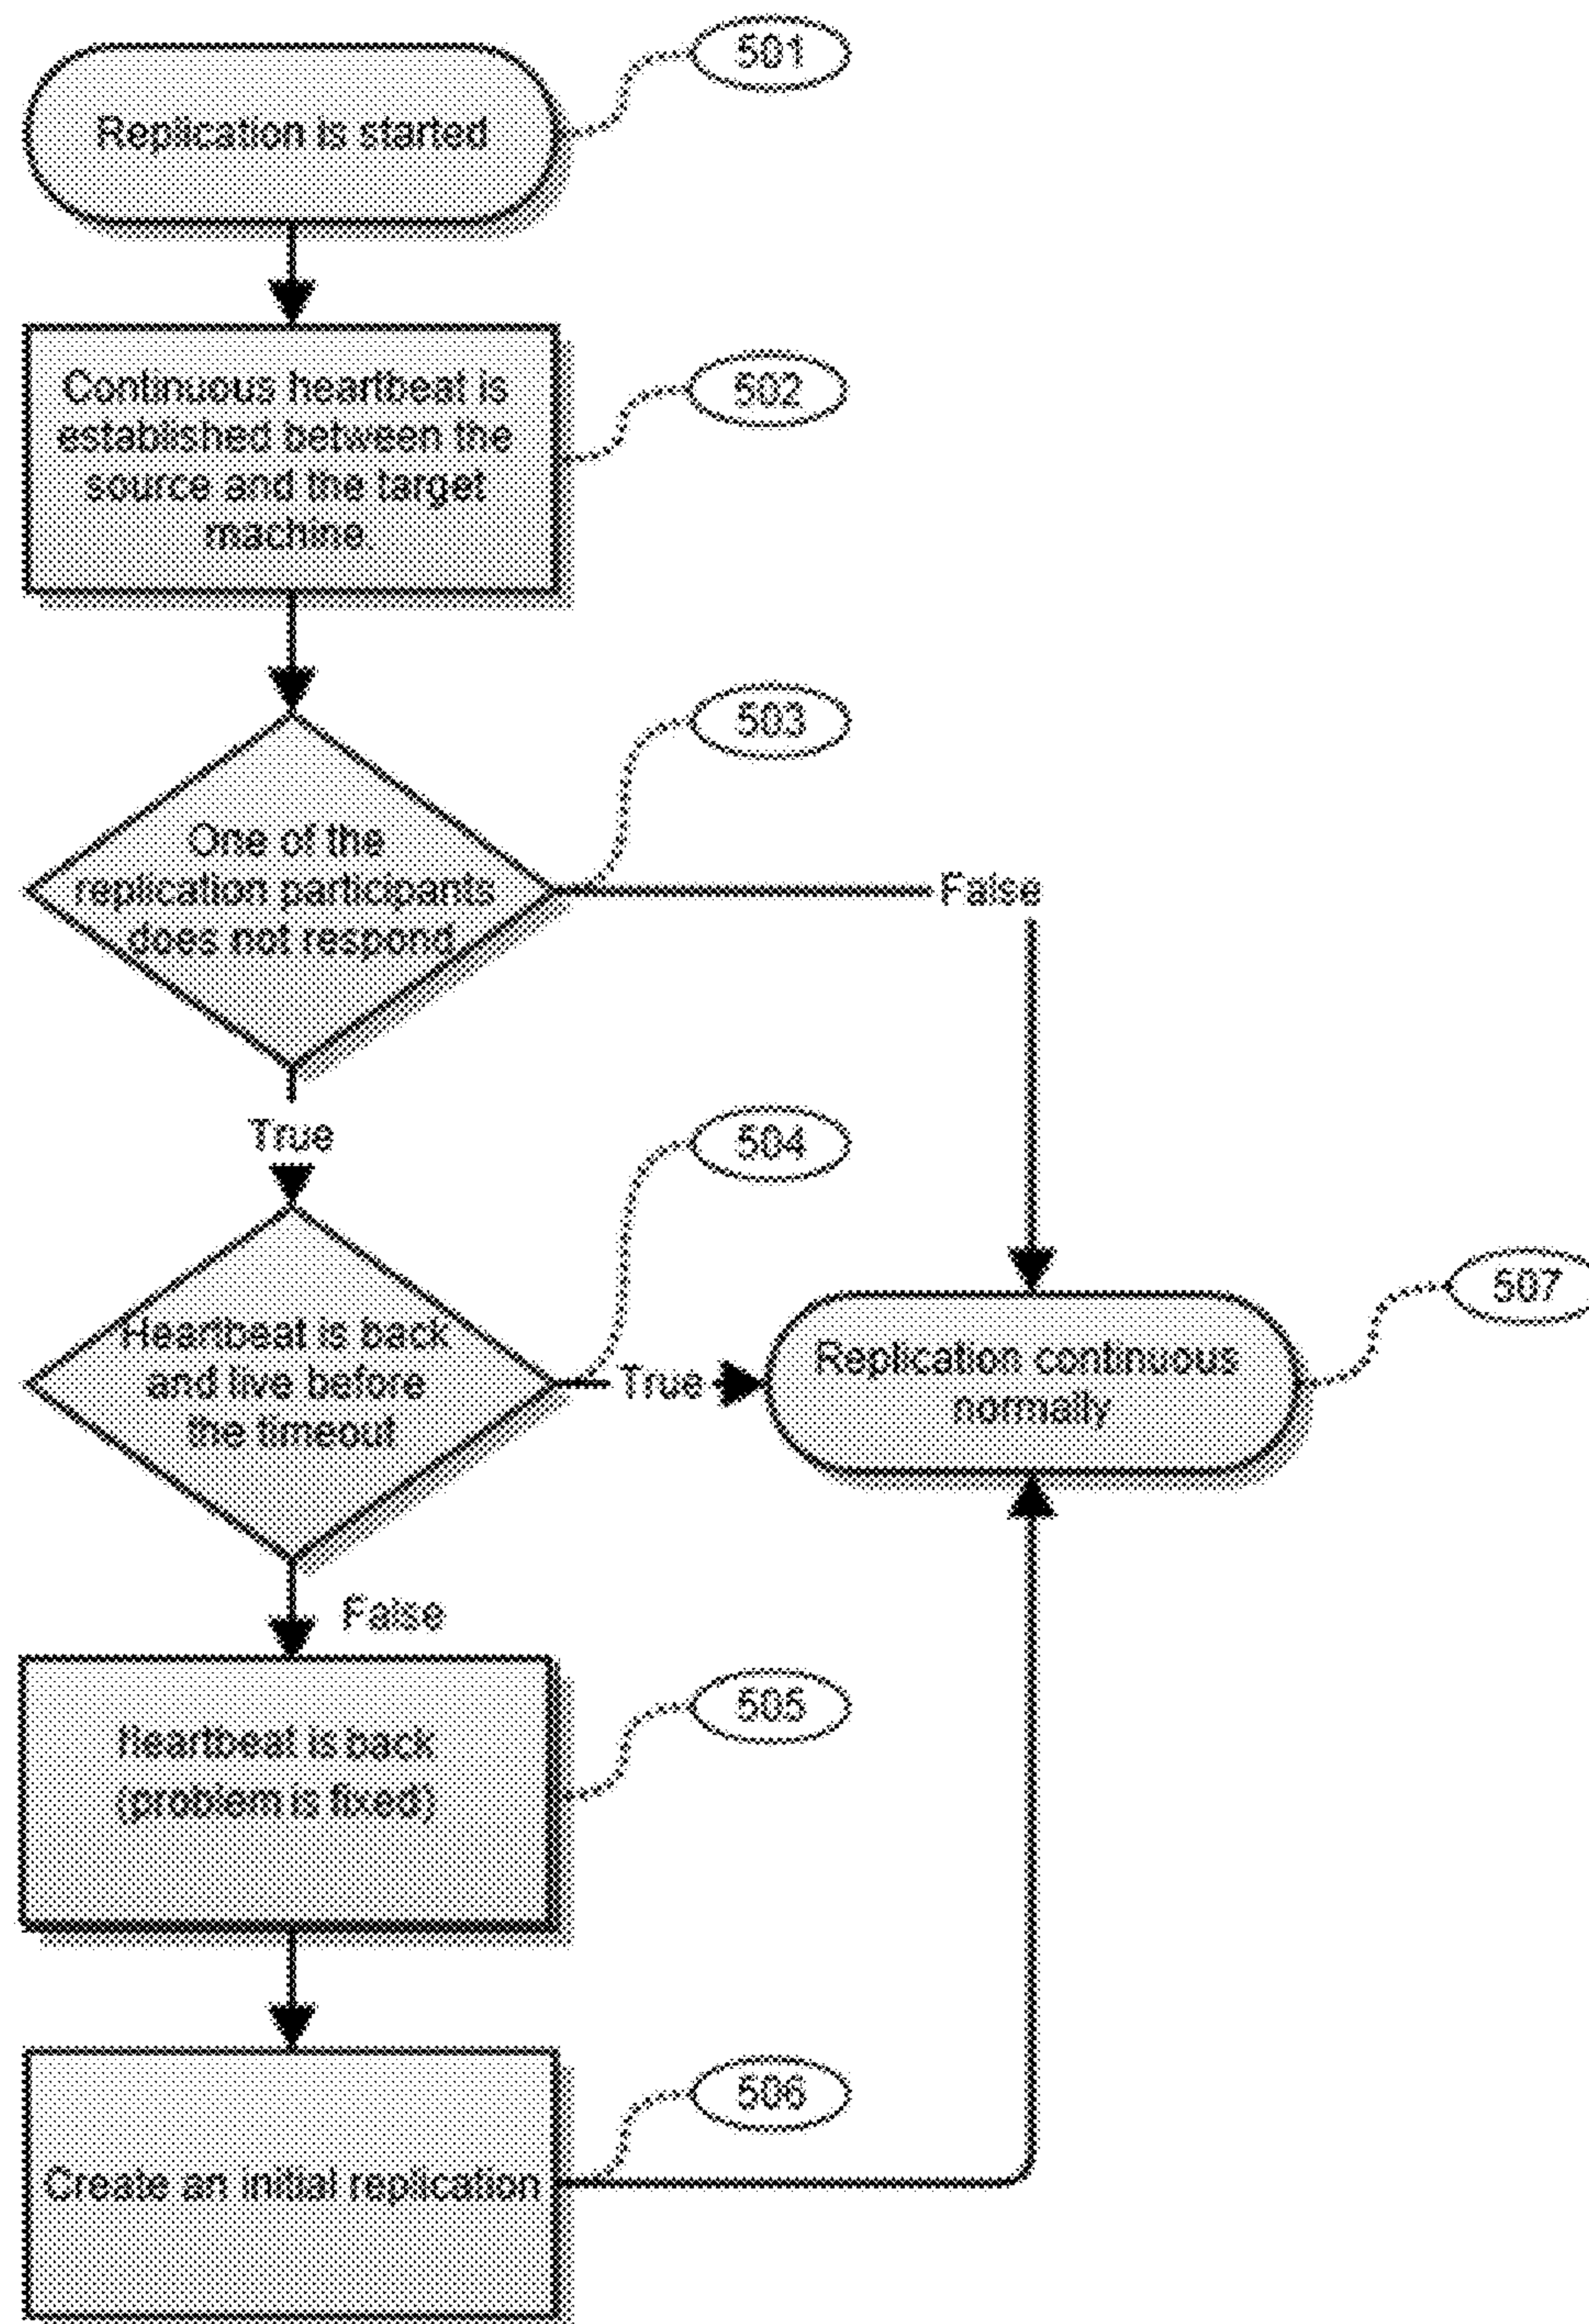 501
Replication is started
502
Continuous heartbeat is
established between the
source and the target
machine.
503
One of the
replication participants
does not respond
False
True
504
Heartbeat is back
and live before
the timeout
True
507
Replication continuous
normally
False
505
Heartbeat is back
(problem is fixed)
506
Create an initial replication